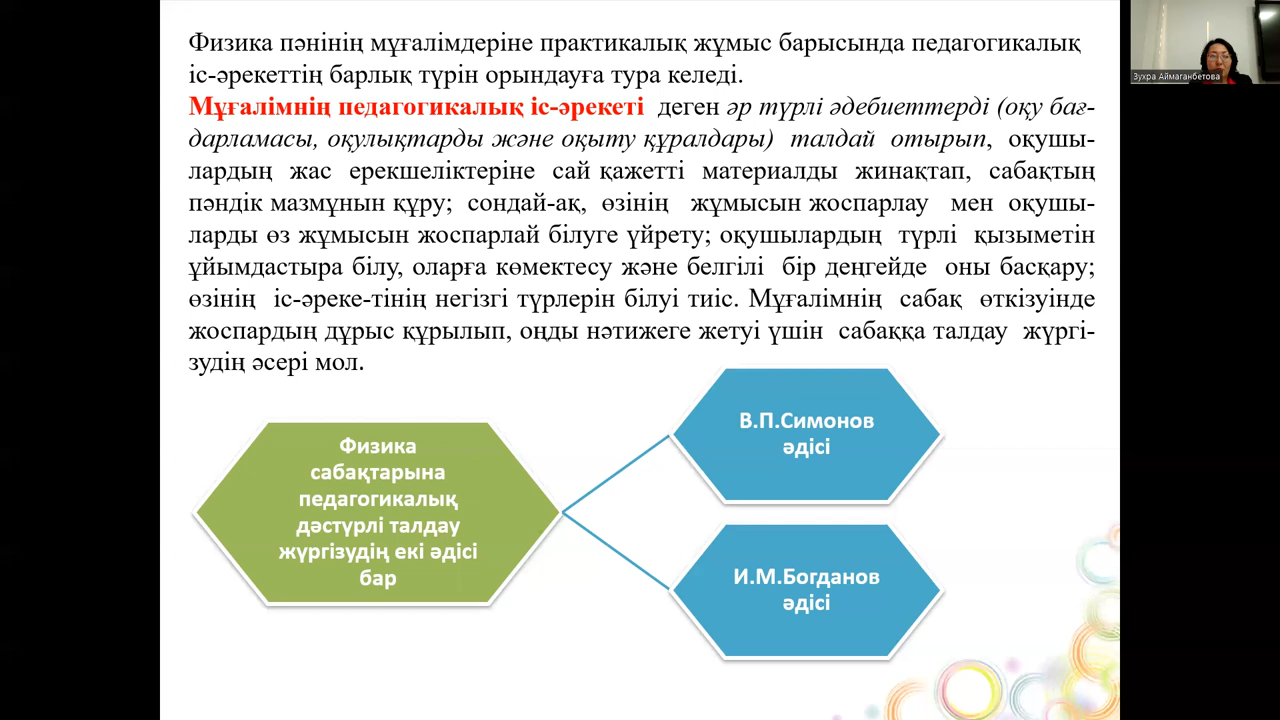 Физика пәнінің мұғалімдеріне практикалық жұмыс барысында педагогикалық
іс-әрекеттің барлық түрін орындауға тура келеді.
Мұғалімнің педагогикалық іс-әрекеті деген әр түрлі әдебиеттерді (оқу бағ-
дарламасы, оқулықтарды және оқыту құралдары) талдай отырып, оқушы-
лардың жас ерекшеліктеріне сай қажетті материалды жинақтап, сабақтың
пәндік мазмұнын құру; сондай-ақ, өзінің жұмысын жоспарлау мен оқушы-
ларды өз жұмысын жоспарлай білуге үйрету; оқушылардың түрлі қызыметін
ұйымдастыра білу, оларға көмектесу және белгілі бір деңгейде оны басқару;
өзінің іс-әреке-тінің негізгі түрлерін білуі тиіс. Мұғалімнің сабақ өткізуінде
жоспардың дұрыс құрылып, оңды нәтижеге жетуі үшін сабаққа талдау жүргі-
зудің әсері мол.
Физика
сабақтарына
педагогикалық
дәстүрлі талдау
жүргізудің екі әдісі
бар
В.П.Симонов
әдісі
И.М.Богданов
әдісі
Зухра Аймаганбетова